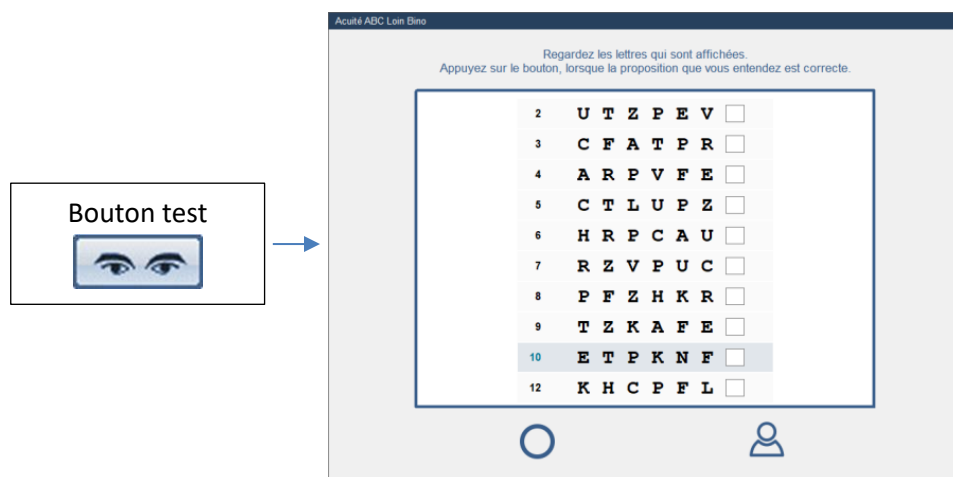 Acuité ABC Loin Bino
Regardez les lettres qui sont affichées.
Appuyez sur le bouton, lorsque la proposition que vous entendez est correcte.
2 U T Z P E V
3 C F A T P R
4 A R P V F E
5 C T L U P Z
6 H R P C A U
7 R Z V P U C
8 P F Z H K R
9 T Z K A F E
10 E T P K N F
12 K H C P F L
Bouton test